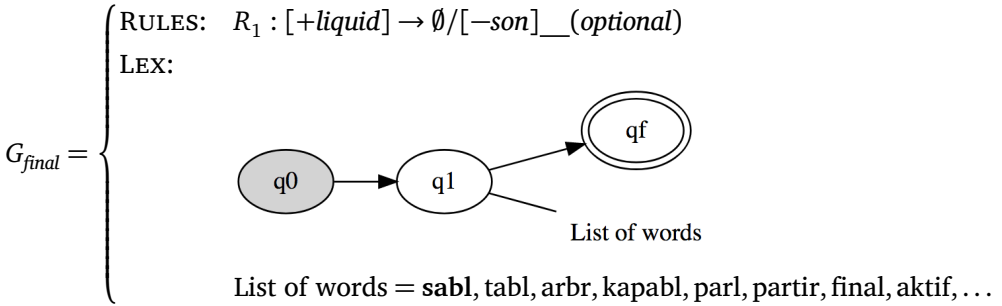 RULES: R₁ : [+liquid] → ∅/[−son]__(optional)
LEX:
G_final =
q0
q1
qf
List of words
List of words = sabl, tabl, arbr, kapabl, parl, partir, final, aktif, …